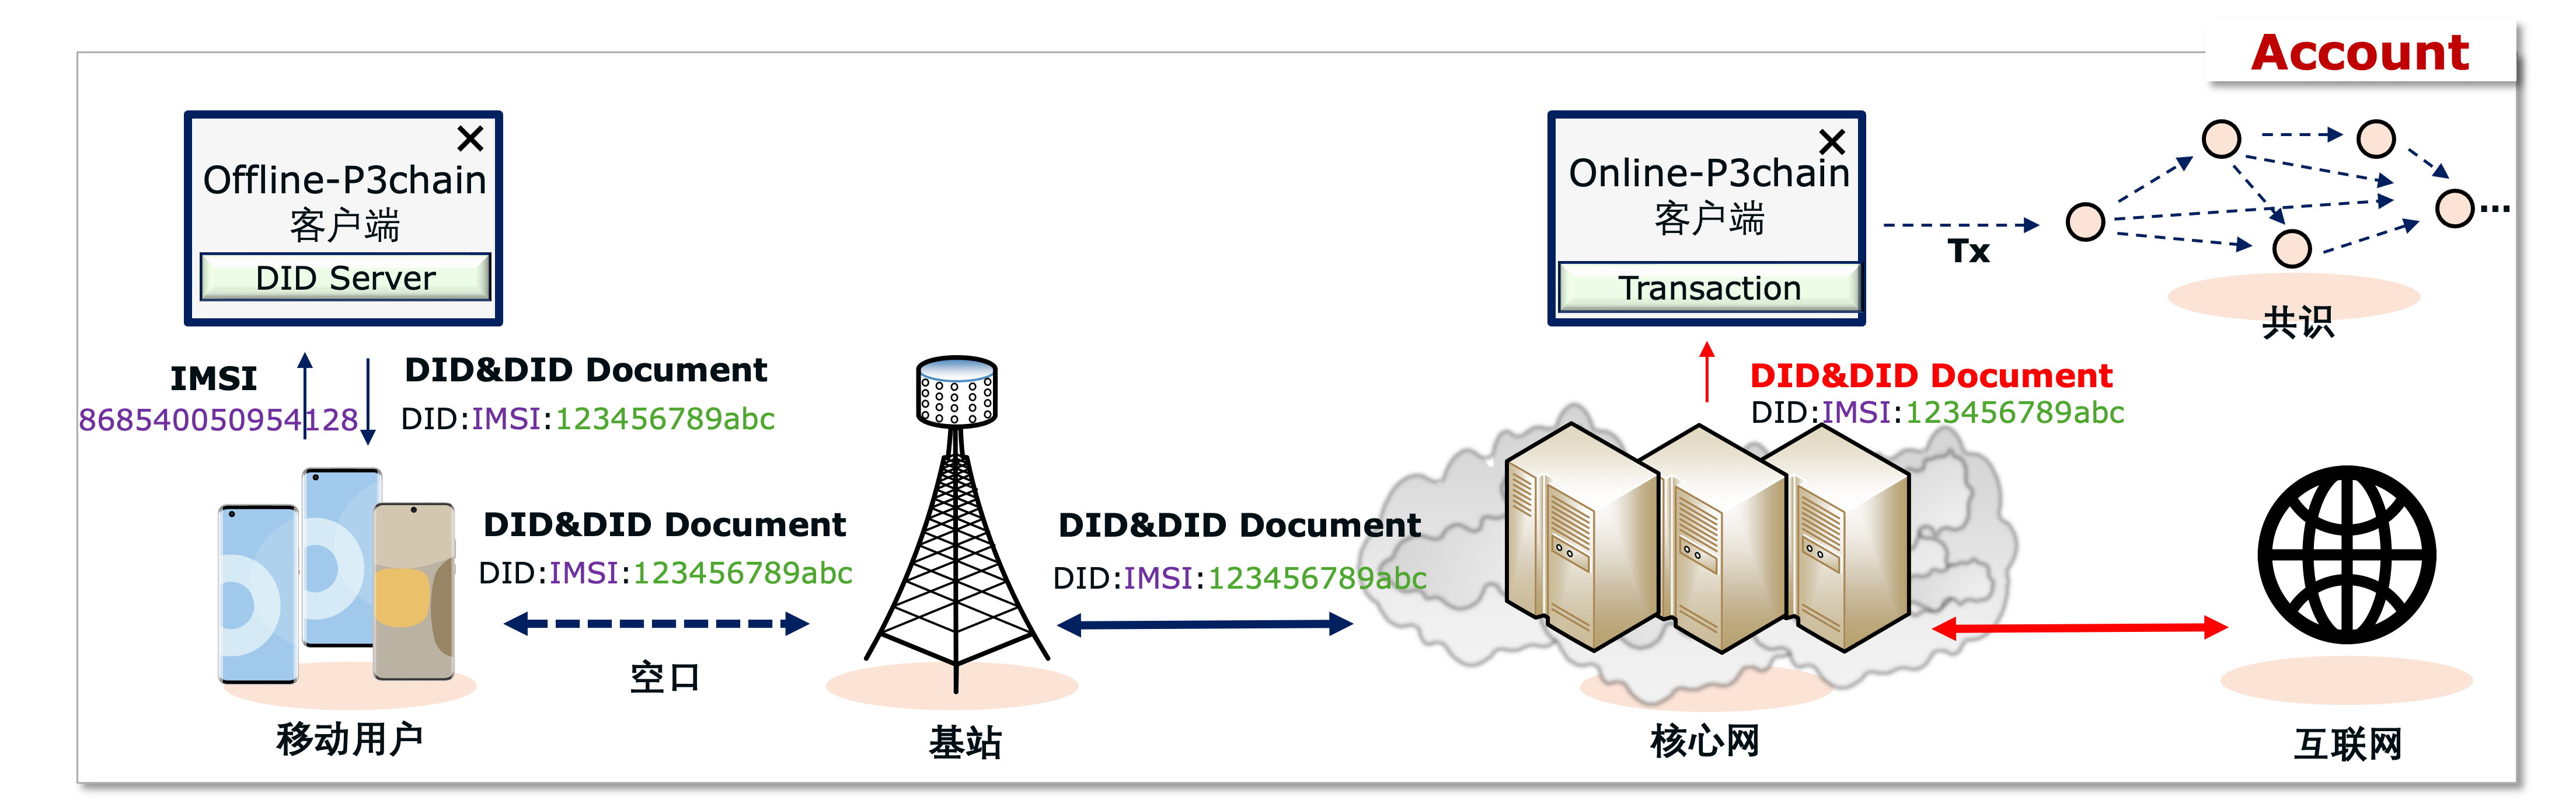 Account
Offline-P3chain
客户端
DID Server
Online-P3chain
客户端
Transaction
Tx
...
共识
IMSI
868540050954128
DID&DID Document
DID:IMSI:123456789abc
DID&DID Document
DID:IMSI:123456789abc
DID&DID Document
DID:IMSI:123456789abc
DID&DID Document
DID:IMSI:123456789abc
空口
移动用户
基站
核心网
互联网